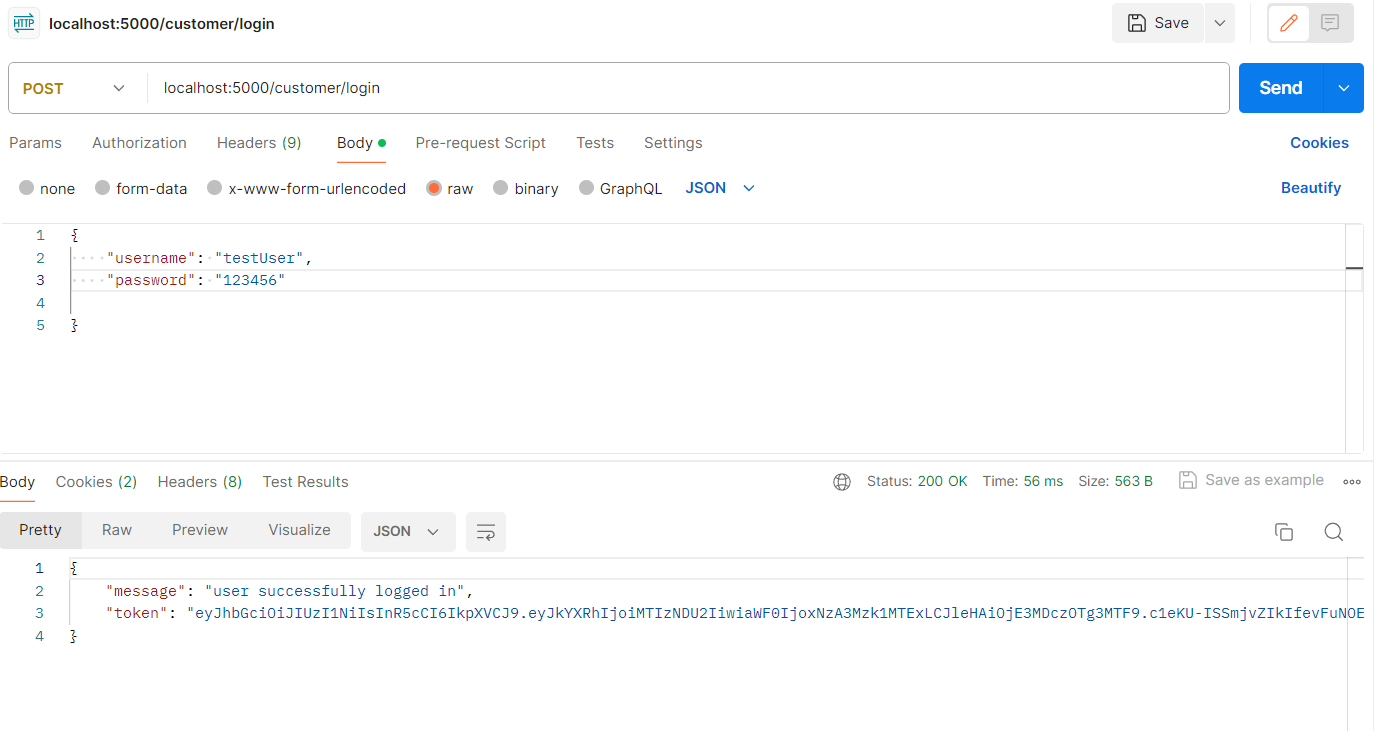 HTTP localhost:5000/customer/login Save
POST localhost:5000/customer/login Send
Params Authorization Headers (9) Body Pre-request Script Tests Settings Cookies
none form-data x-www-form-urlencoded raw binary GraphQL JSON Beautify
1 {
2 "username": "testUser",
3 "password": "123456"
4
5 }
Body Cookies (2) Headers (8) Test Results Status: 200 OK Time: 56 ms Size: 563 B Save as example
Pretty Raw Preview Visualize JSON
1 {
2 "message": "user successfully logged in",
3 "token": "eyJhbGciOiJIUzI1NiIsInR5cCI6IkpXVCJ9.eyJkYXRhIjoiMTIzNDU2IiwiaWF0IjoxNzA3Mzk1MTExLCJleHAiOjE3MDczOTg3MTF9.c1eKU-ISSmjvZIkIfevFuNOE
4 }